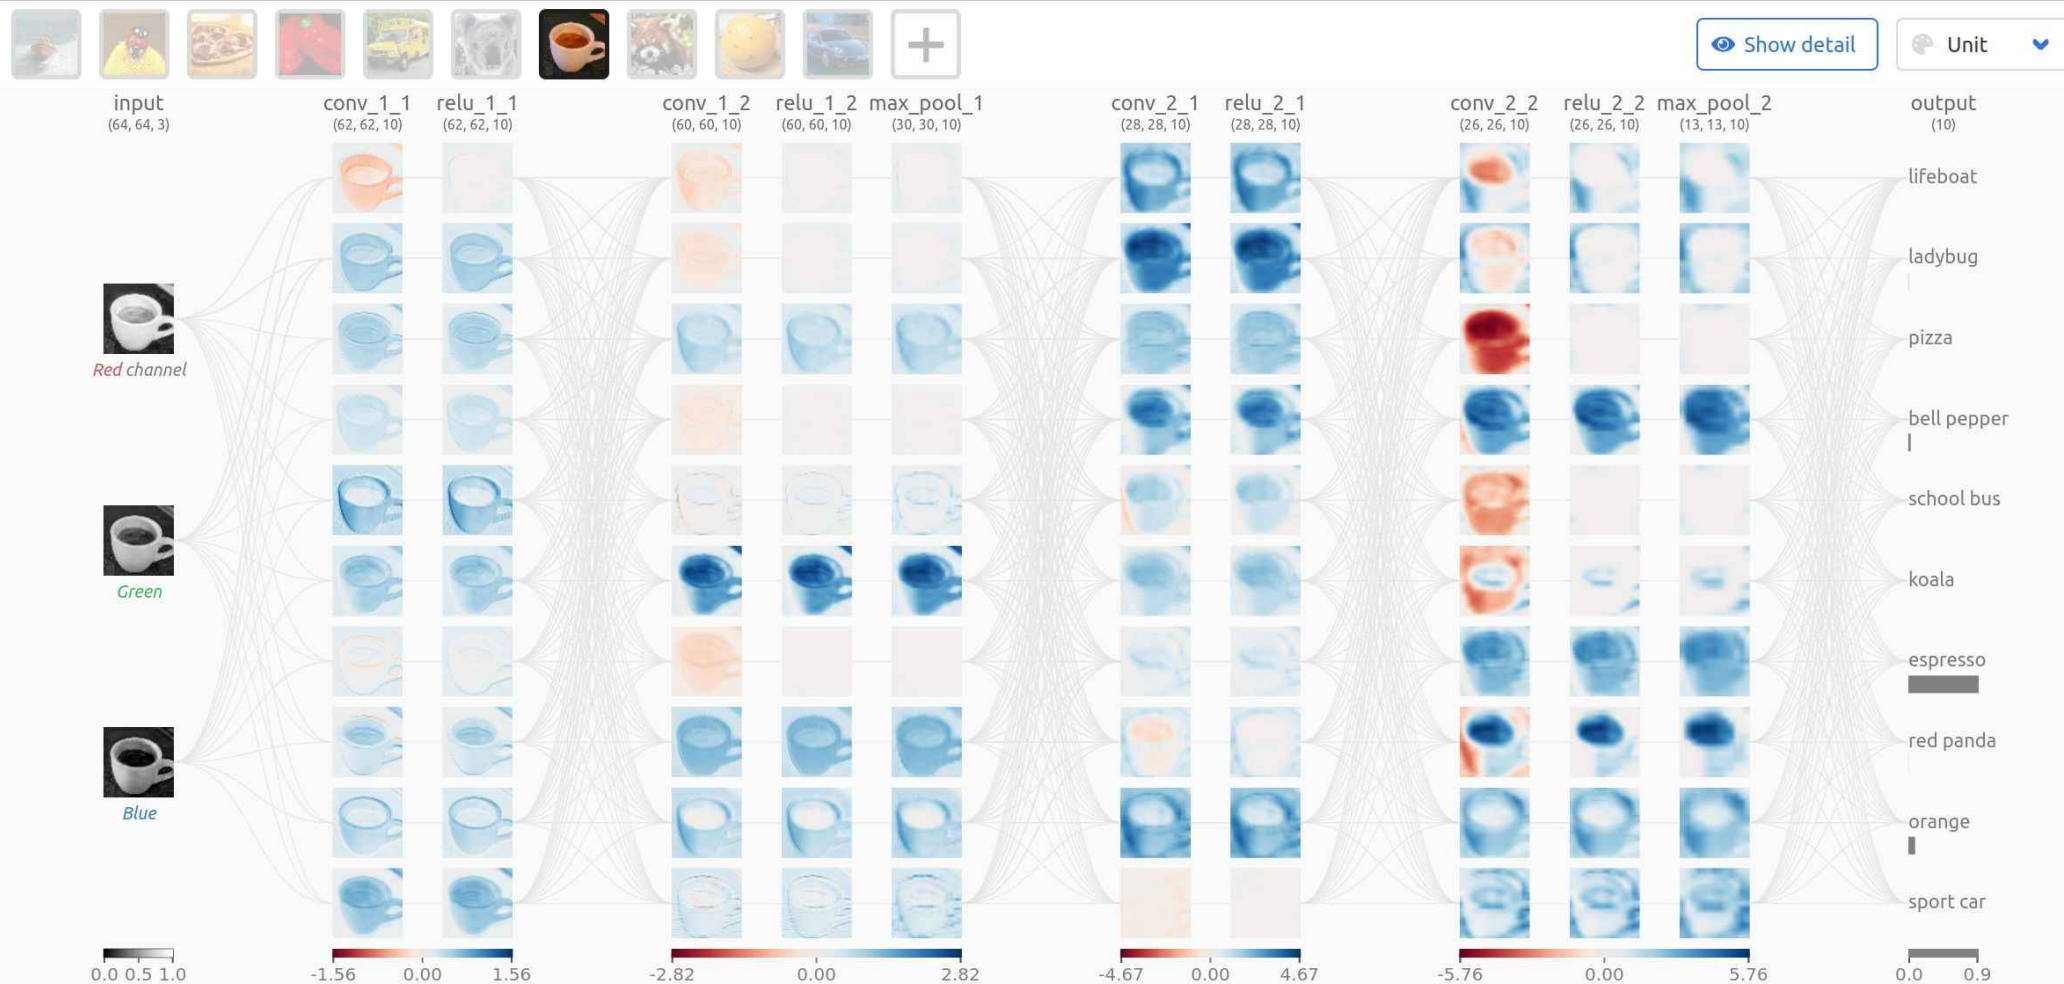 Show detail
Unit
input
(64, 64, 3)
conv_1_1
(62, 62, 10)
relu_1_1
(62, 62, 10)
conv_1_2
(60, 60, 10)
relu_1_2
(60, 60, 10)
max_pool_1
(30, 30, 10)
conv_2_1
(28, 28, 10)
relu_2_1
(28, 28, 10)
conv_2_2
(26, 26, 10)
relu_2_2
(26, 26, 10)
max_pool_2
(13, 13, 10)
output
(10)
Red channel
Green
Blue
lifeboat
ladybug
pizza
bell pepper
school bus
koala
espresso
red panda
orange
sport car
0.0 0.5 1.0
-1.56 0.00 1.56
-2.82 0.00 2.82
-4.67 0.00 4.67
-5.76 0.00 5.76
0.0 0.9